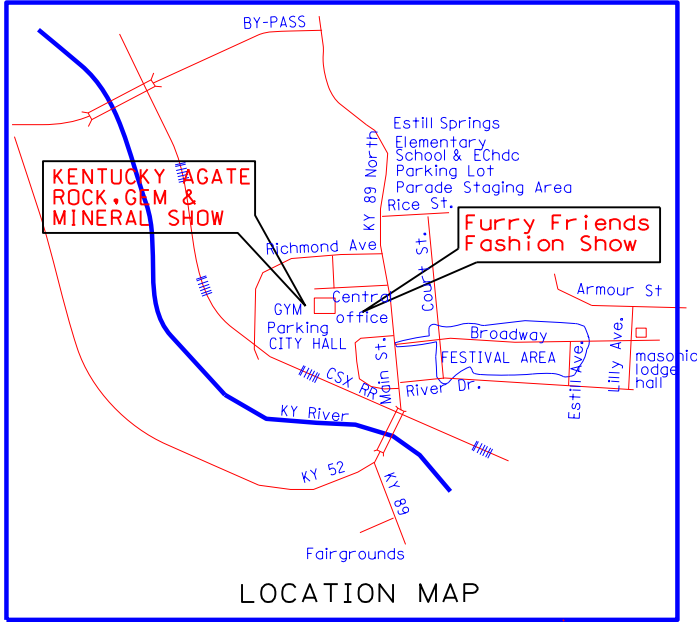 BY-PASS
Estill Springs
Elementary
School & EChdc
Parking Lot
Parade Staging Area
KY 89 North
KENTUCKY AGATE
ROCK, GEM &
MINERAL SHOW
Rice St.
Furry Friends
Fashion Show
Richmond Ave
Court St.
Armour St
Central
office
GYM
Parking
CITY HALL
Broadway
FESTIVAL AREA
Main St.
Estill Ave.
Lilly Ave.
masonic
lodge
hall
CSX RR
River Dr.
KY River
KY 52
KY 89
Fairgrounds
LOCATION MAP